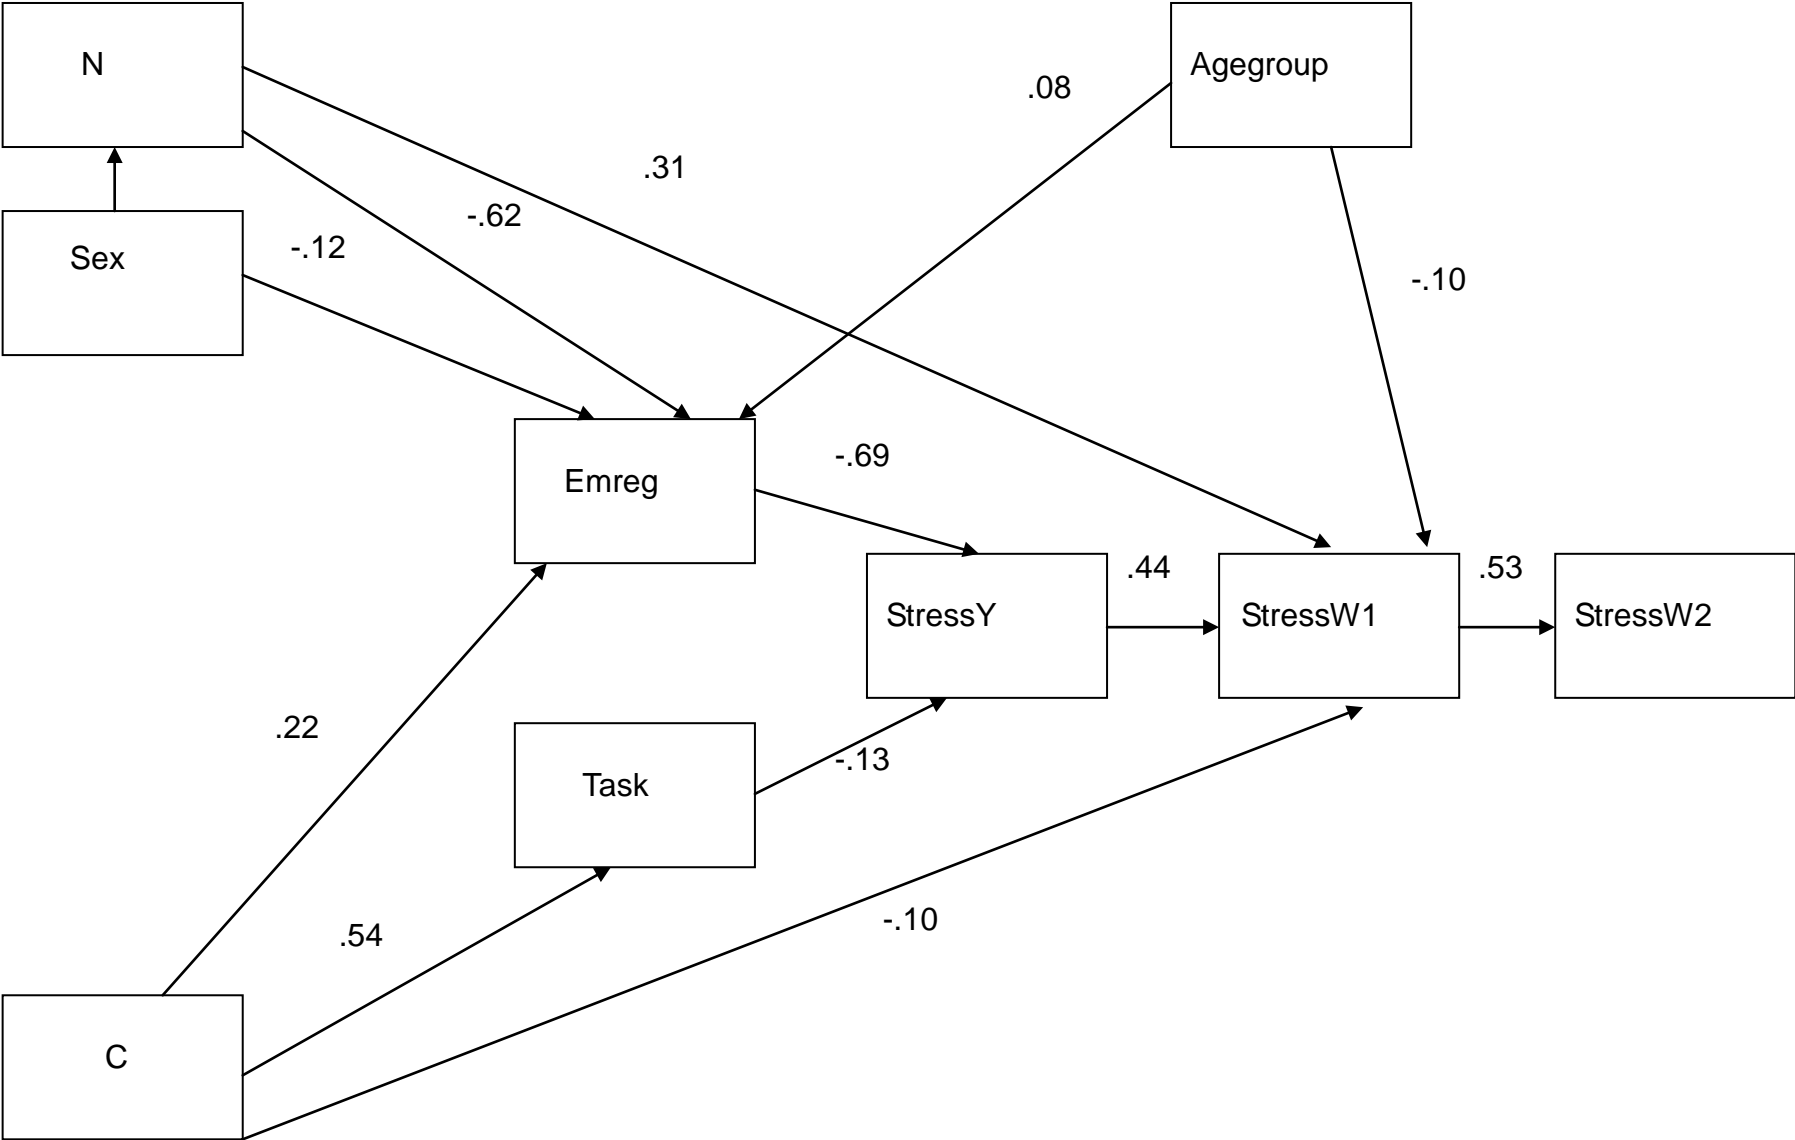 N
Agegroup
.08
.31
-.62
Sex
-.12
-.10
-.69
Emreg
.44
.53
StressY
StressW1
StressW2
.22
-.13
Task
-.10
.54
C